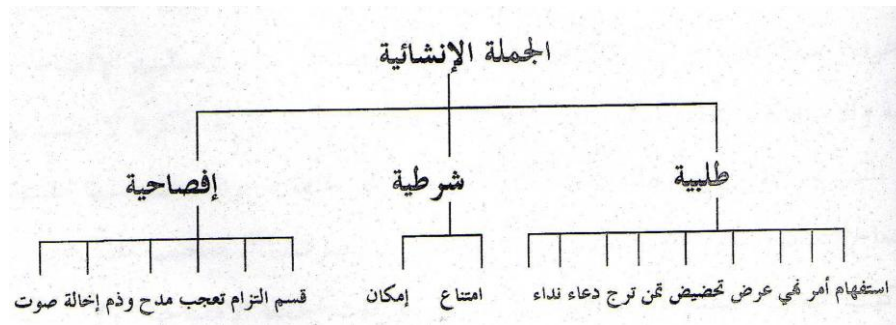 الجملة الإنشائية
طلبية شرطية إفصاحية
استفهام أمر نهي عرض تحضيض تمن ترج دعاء نداء امتناع إمكان قسم التزام تعجب مدح وذم إخالة صوت